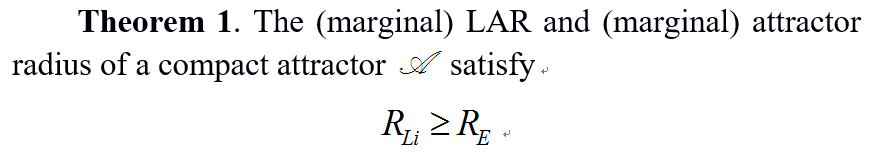 Theorem 1. The (marginal) LAR and (marginal) attractor
radius of a compact attractor 𝒜 satisfy
R_{Li} ≥ R_E